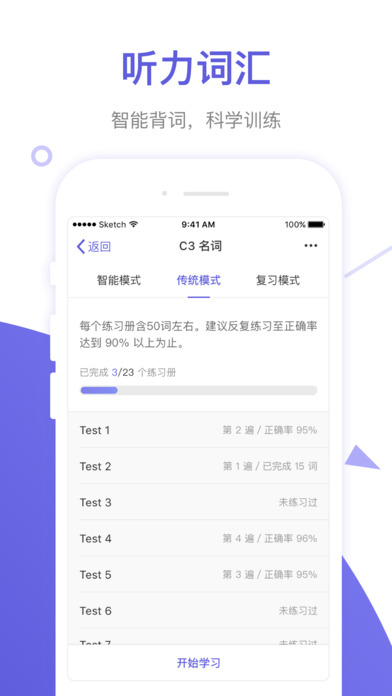 听力词汇
智能背词，科学训练
Sketch 9:41 AM 100%
返回 C3 名词 •••
智能模式 传统模式 复习模式
每个练习册含50词左右。建议反复练习至正确率
达到 90% 以上为止。
已完成 3/23 个练习册
Test 1 第 2 遍 / 正确率 95%
Test 2 第 1 遍 / 已完成 15 词
Test 3 未练习过
Test 4 第 4 遍 / 正确率 96%
Test 5 第 3 遍 / 正确率 95%
Test 6 未练习过
Test 7 未练习过
开始学习